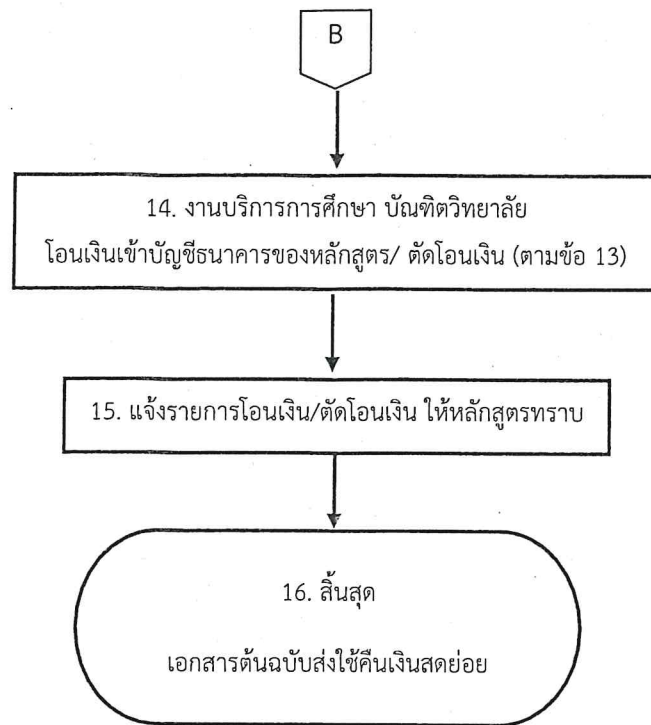 B
14. งานบริการการศึกษา บัณฑิตวิทยาลัย
โอนเงินเข้าบัญชีธนาคารของหลักสูตร/ ตัดโอนเงิน (ตามข้อ 13)
15. แจ้งรายการโอนเงิน/ตัดโอนเงิน ให้หลักสูตรทราบ
16. สิ้นสุด
เอกสารต้นฉบับส่งใช้คืนเงินสดย่อย